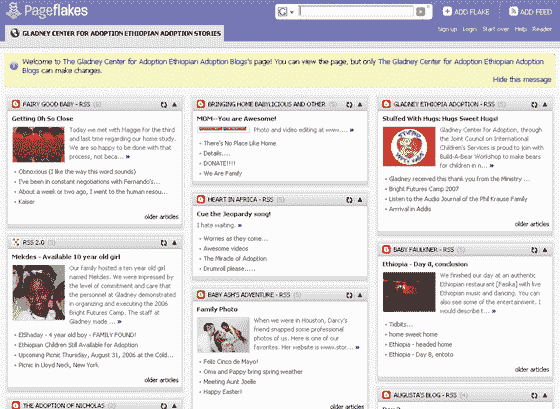 Pageflakes
ADD FLAKE
ADD FEED
Sign up Login Start over Help Reader
GLADNEY CENTER FOR ADOPTION ETHIOPIAN ADOPTION STORIES
Welcome to The Gladney Center for Adoption Ethiopian Adoption Blogs's page! You can view the page, but only The Gladney Center for Adoption Ethiopian Adoption
Blogs can make changes.
Hide this message
FAIRY GOOD BABY - RSS (5)
Getting Oh So Close
Today we met with Maggie for the third
and last time regarding our home study.
We are so happy to be done with that
process, not beca... »
Obnoxious (I like the way this word sounds)
I've been in constant negotiations with Fernando's...
About a week or two ago, I went to the human resou...
Kaiser
older articles
RSS 2.0 (5)
Mekdes - Available 10 year old girl
Our family hosted a ten year old girl
named Mekdes. We were impressed by
the level of commitment and care that
the personnel at Gladney demonstrated
in organizing and executing the 2006
Bright Futures Camp. The staff at
Gladney made ... »
ElShaday - 4 year old boy - FAMILY FOUND!
Ethiopian Children Still Available for Adoption
Upcoming Picnic Thursday, August 31, 2006 at the Cold...
Picnic in Lloyd Neck, New York
older articles
THE ADOPTION OF NICHOLAS (5)
BRINGING HOME BABYLICIOUS AND OTHER (5)
MOM--You are Awesome!
Photo and video editing at www.... »
There's No Place Like Home
Details....
DONATE!!!!
We Are Family
HEART IN AFRICA - RSS (5)
Cue the Jeopardy song!
I hate waiting. »
Worries as they come...
Awesome videos
The Miracle of Adoption
Drumroll please.....
BABY ASH'S ADVENTURE - RSS (5)
Family Photo
When we were in Houston, Darcy's
friend snapped some professional
photos of us. Here is one of our
favorites. Her website is www.stor... »
Feliz Cinco de Mayo!
Oma and Pappy bring spring weather
Meeting Aunt Joelle
Happy Easter!
older articles
GLADNEY ETHIOPIA ADOPTION - RSS (5)
Stuffed With Hugs: Hugs Sweet Hugs!
Gladney Center for Adoption, through
the Joint Council on International
Children's Services is proud to join with
Build-A-Bear Workshop to make bears
for children in n... »
Gladney received this thank you from the Ministry ...
Bright Futures Camp 2007
Listen to the Audio Journal of the Phil Krause Family
Arrival in Addis
older articles
BABY FAULKNER - RSS (5)
Ethiopia - Day 8, conclusion
We finished our day at an authentic
Ethiopian restaurant [Fasika] with live
Ethiopian music and dancing. You can
also see some of the entertainment. I
would describe t... »
Tidbits...
home sweet home
Ethiopia - headed home
Ethiopia - Day 8, entoto
older articles
AUGUSTA'S BLOG - RSS (4)